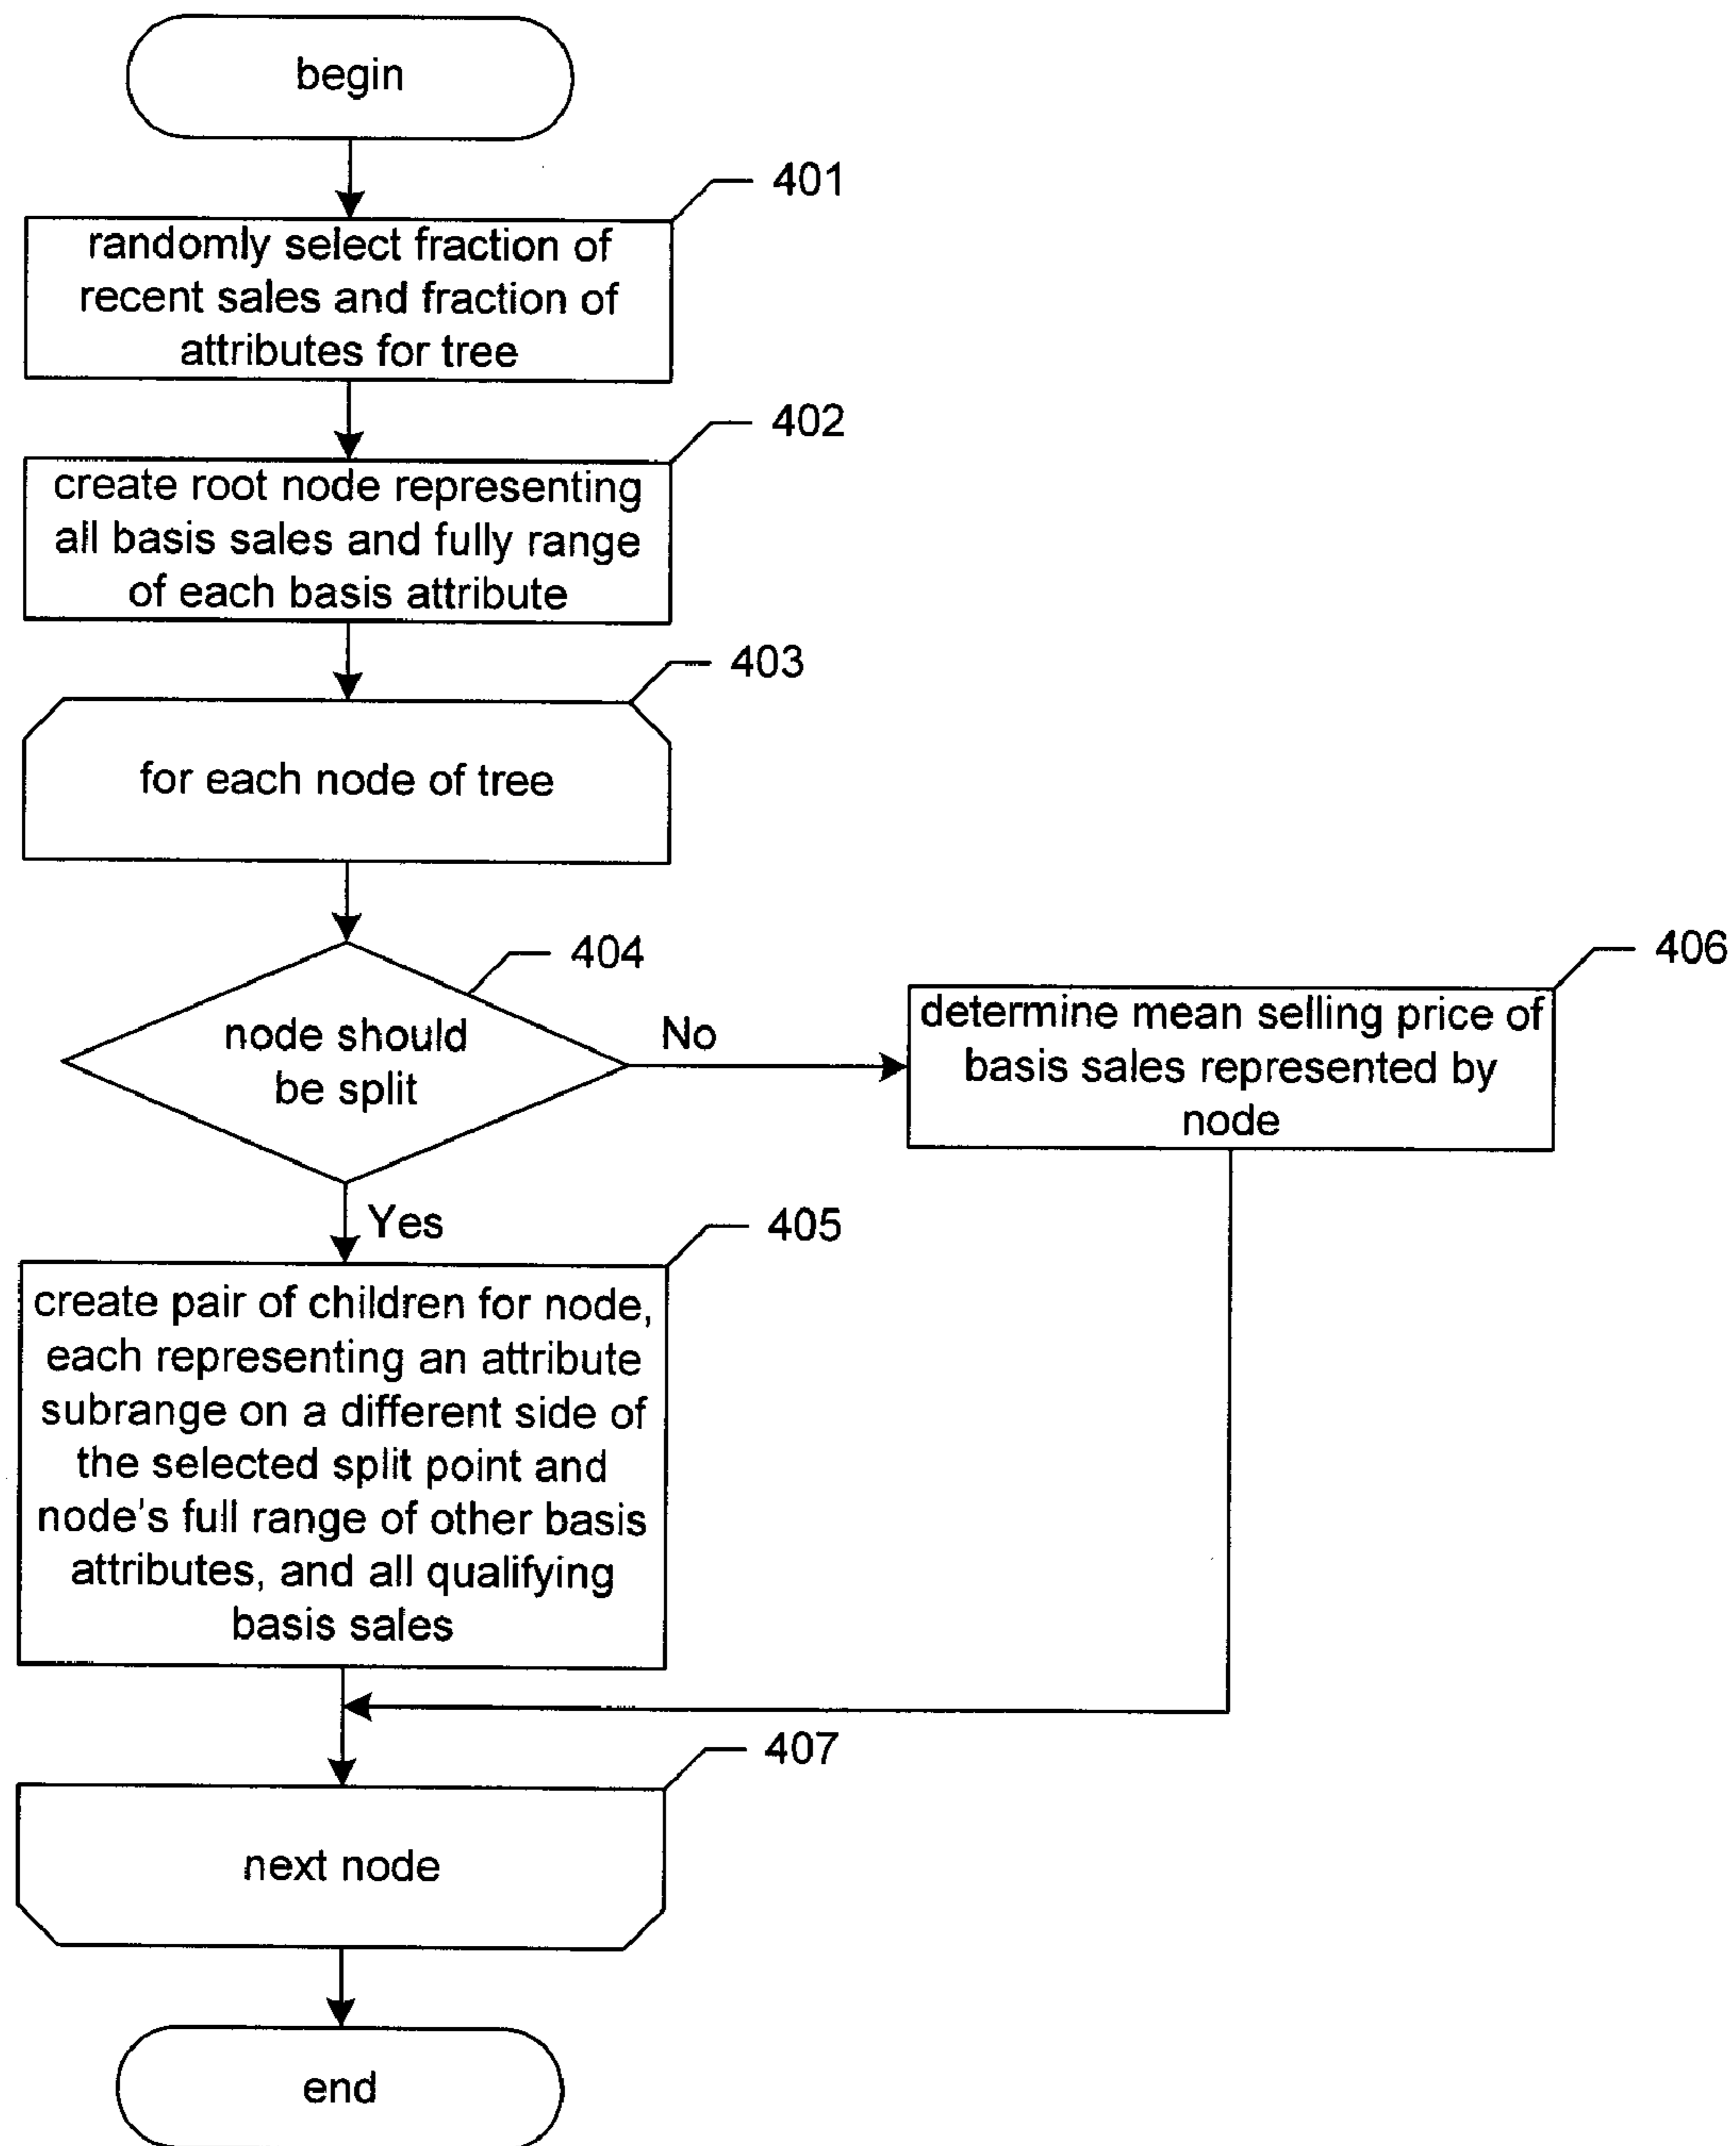 begin
401
randomly select fraction of
recent sales and fraction of
attributes for tree
402
create root node representing
all basis sales and fully range
of each basis attribute
403
for each node of tree
404
node should
be split
No
406
determine mean selling price of
basis sales represented by
node
Yes
405
create pair of children for node,
each representing an attribute
subrange on a different side of
the selected split point and
node's full range of other basis
attributes, and all qualifying
basis sales
407
next node
end